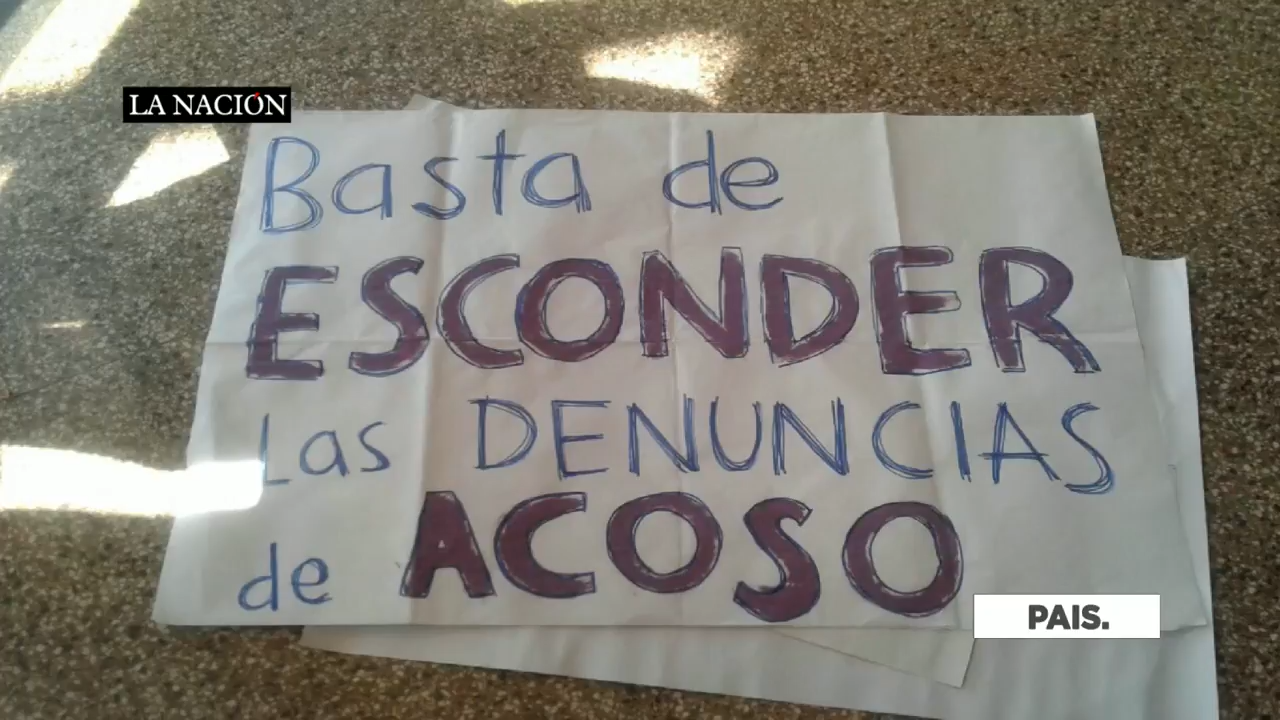 LA NACIÓN
Basta de
ESCONDER
Las DENUNCIAS
de ACOSO
PAIS.